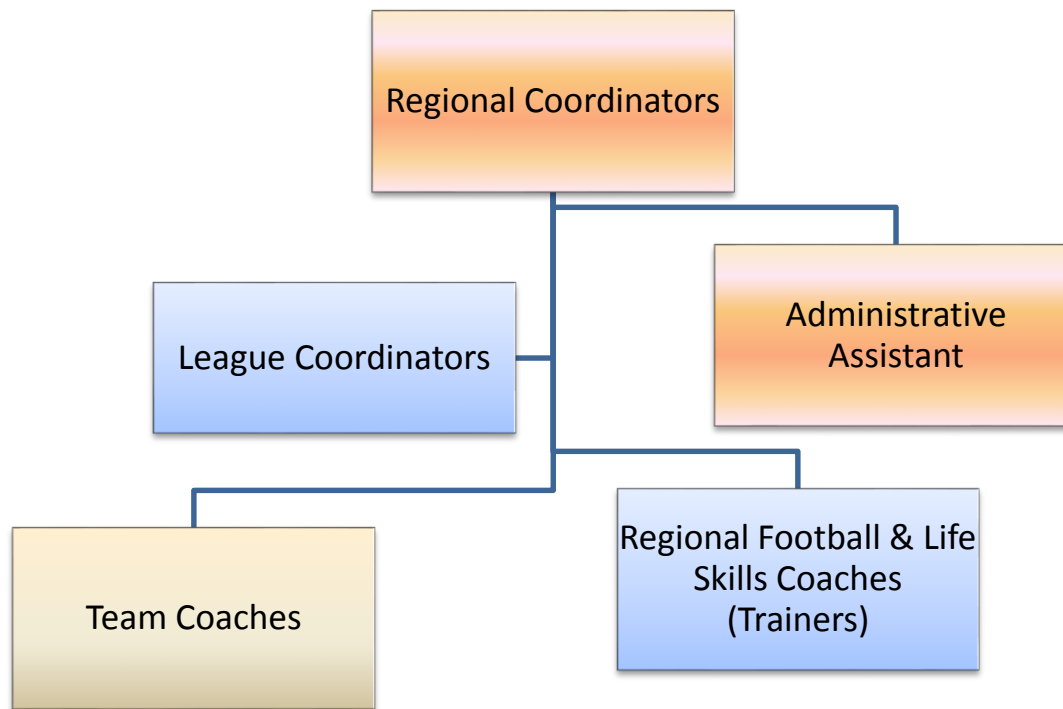 Regional Coordinators
Administrative
Assistant
League Coordinators
Regional Football & Life
Skills Coaches
(Trainers)
Team Coaches